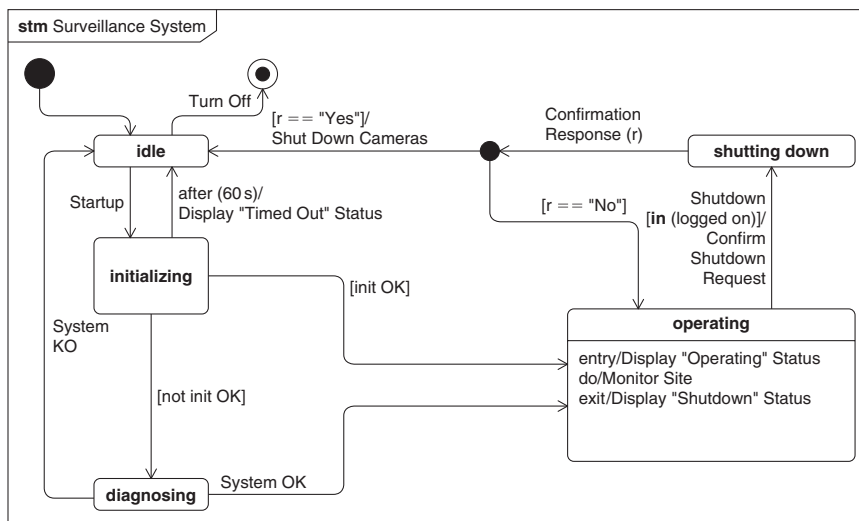 stm Surveillance System
Turn Off
[r == "Yes"]/
Shut Down Cameras
Confirmation
Response (r)
idle
shutting down
Startup
after (60 s)/
Display "Timed Out" Status
[r == "No"]
Shutdown
[in (logged on)]/
Confirm
Shutdown
Request
initializing
[init OK]
System
KO
operating
entry/Display "Operating" Status
do/Monitor Site
exit/Display "Shutdown" Status
[not init OK]
diagnosing
System OK